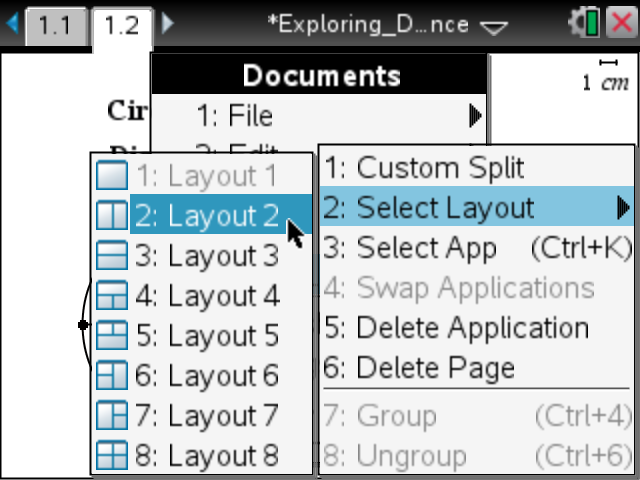 1.1 1.2 *Exploring_D...nce
Documents
1 cm
Cir
1: File
2: Edit
1: Layout 1
2: Layout 2
3: Layout 3
4: Layout 4
5: Layout 5
6: Layout 6
7: Layout 7
8: Layout 8
1: Custom Split
2: Select Layout
3: Select App (Ctrl+K)
4: Swap Applications
5: Delete Application
6: Delete Page
7: Group (Ctrl+4)
8: Ungroup (Ctrl+6)